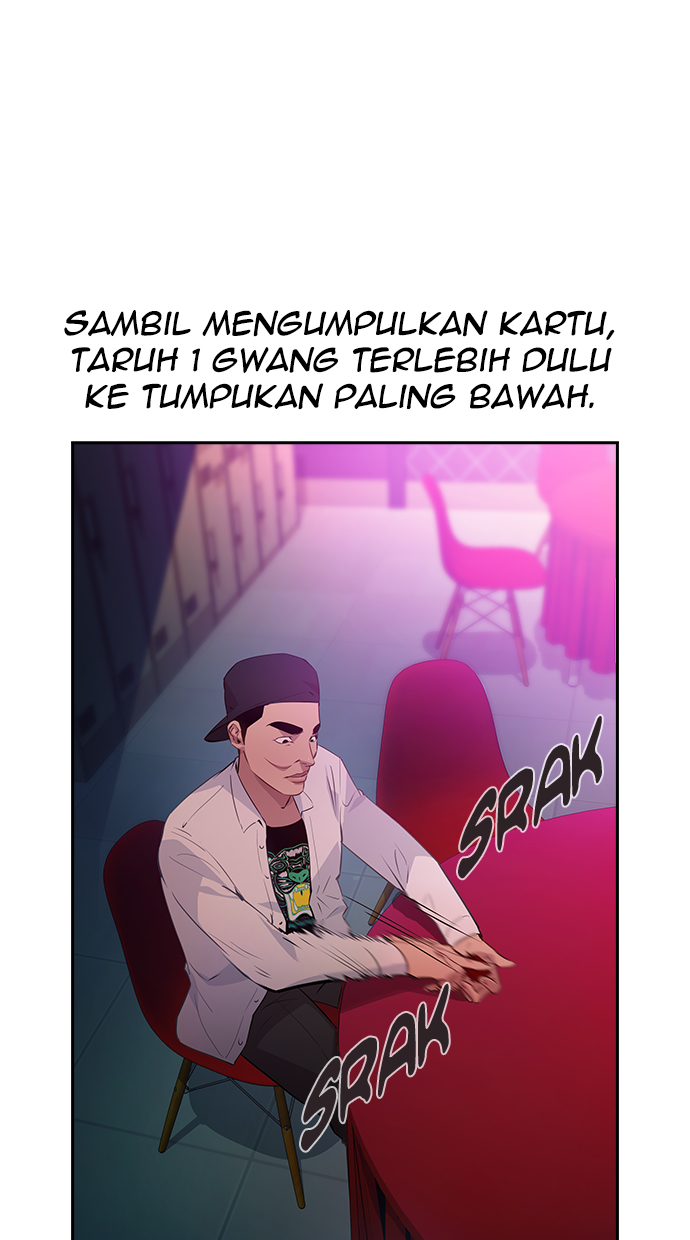 SAMBIL MENGUMPULKAN KARTU,
TARUH 1 GWANG TERLEBIH DULU
KE TUMPUKAN PALING BAWAH.
SRAK
SRAK